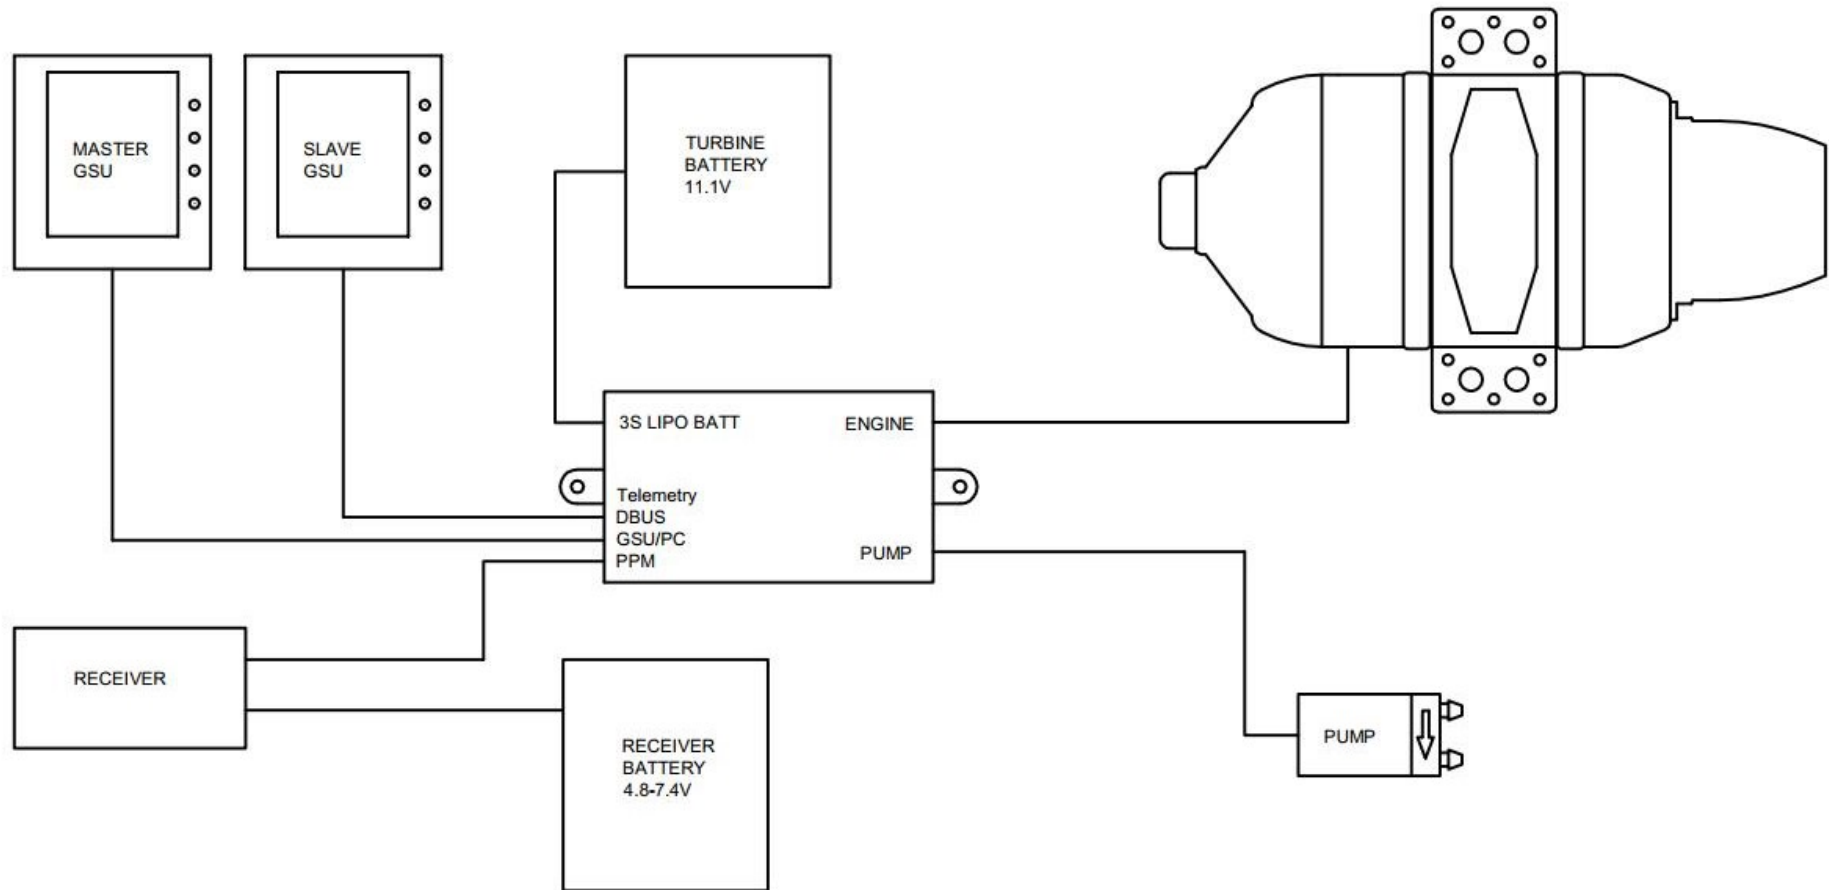 MASTER
GSU
SLAVE
GSU
TURBINE
BATTERY
11.1V
3S LIPO BATT
ENGINE
Telemetry
DBUS
GSU/PC
PPM
PUMP
RECEIVER
RECEIVER
BATTERY
4.8-7.4V
PUMP